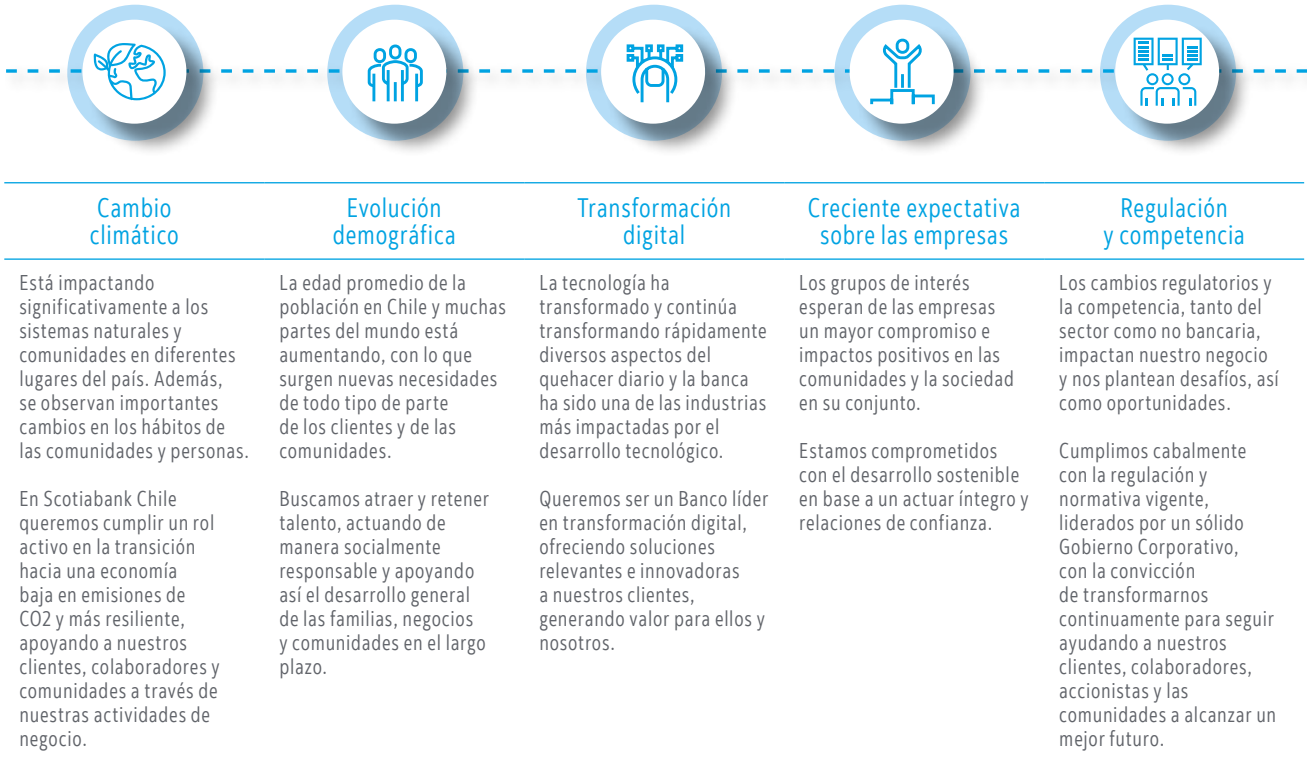 Cambio
climático
Está impactando
significativamente a los
sistemas naturales y
comunidades en diferentes
lugares del país. Además,
se observan importantes
cambios en los hábitos de
las comunidades y personas.
En Scotiabank Chile
queremos cumplir un rol
activo en la transición
hacia una economía
baja en emisiones de
CO2 y más resiliente,
apoyando a nuestros
clientes, colaboradores y
comunidades a través de
nuestras actividades de
negocio.
Evolución
demográfica
La edad promedio de la
población en Chile y muchas
partes del mundo está
aumentando, con lo que
surgen nuevas necesidades
de todo tipo de parte
de los clientes y de las
comunidades.
Buscamos atraer y retener
talento, actuando de
manera socialmente
responsable y apoyando
así el desarrollo general
de las familias, negocios
y comunidades en el largo
plazo.
Transformación
digital
La tecnología ha
transformado y continúa
transformando rápidamente
diversos aspectos del
quehacer diario y la banca
ha sido una de las industrias
más impactadas por el
desarrollo tecnológico.
Queremos ser un Banco líder
en transformación digital,
ofreciendo soluciones
relevantes e innovadoras
a nuestros clientes,
generando valor para ellos y
nosotros.
Creciente expectativa
sobre las empresas
Los grupos de interés
esperan de las empresas
un mayor compromiso e
impactos positivos en las
comunidades y la sociedad
en su conjunto.
Estamos comprometidos
con el desarrollo sostenible
en base a un actuar íntegro y
relaciones de confianza.
Regulación
y competencia
Los cambios regulatorios y
la competencia, tanto del
sector como no bancaria,
impactan nuestro negocio
y nos plantean desafíos, así
como oportunidades.
Cumplimos cabalmente
con la regulación y
normativa vigente,
liderados por un sólido
Gobierno Corporativo,
con la convicción
de transformarnos
continuamente para seguir
ayudando a nuestros
clientes, colaboradores,
accionistas y las
comunidades a alcanzar un
mejor futuro.